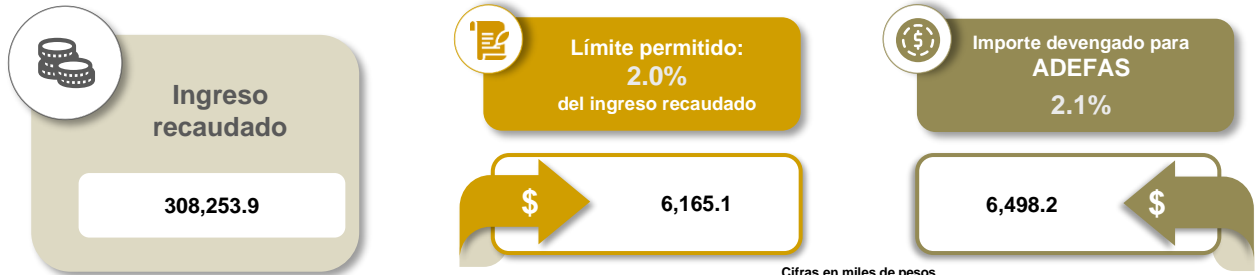 Ingreso
recaudado
308,253.9
Límite permitido:
2.0%
del ingreso recaudado
$
6,165.1
Importe devengado para
ADEFAS
2.1%
6,498.2
$
Cifras en miles de pesos